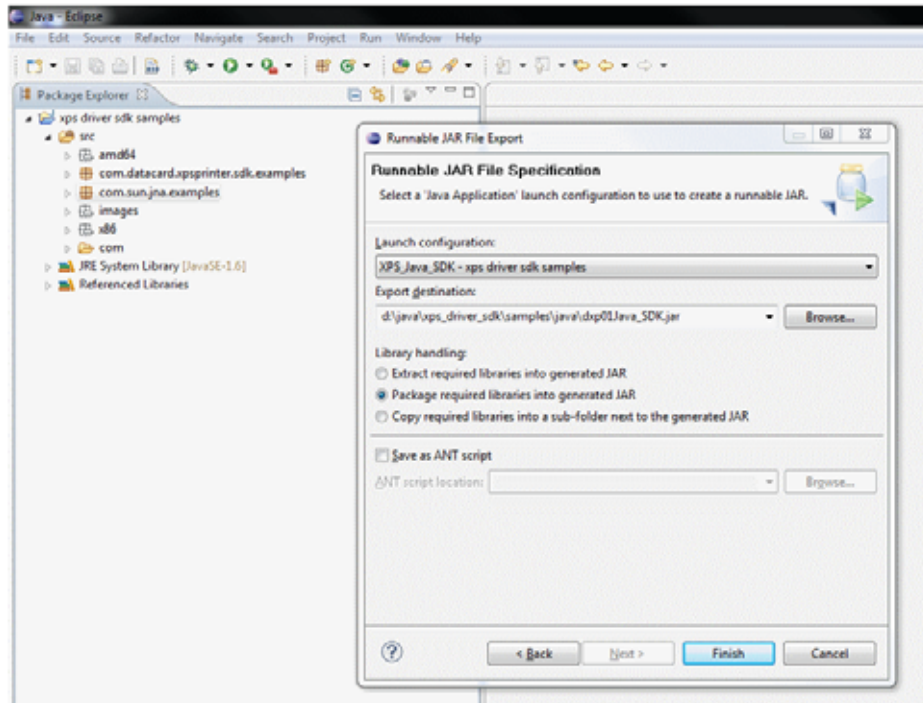 Java - Eclipse
File Edit Source Refactor Navigate Search Project Run Window Help
Package Explorer
xps driver sdk samples
src
amd64
com.datacard.xpsprinter.sdk.examples
com.sun.jna.examples
images
x86
com
JRE System Library [JavaSE-1.6]
Referenced Libraries
Runnable JAR File Export
Runnable JAR File Specification
Select a 'Java Application' launch configuration to use to create a runnable JAR.
Launch configuration:
XPS_Java_SDK - xps driver sdk samples
Export destination:
d:\java\xps_driver_sdk\samples\java\dxp01Java_SDK.jar
Browse...
Library handling:
Extract required libraries into generated JAR
Package required libraries into generated JAR
Copy required libraries into a sub-folder next to the generated JAR
Save as ANT script
ANT script location:
Browse...
? < Back Next > Finish Cancel